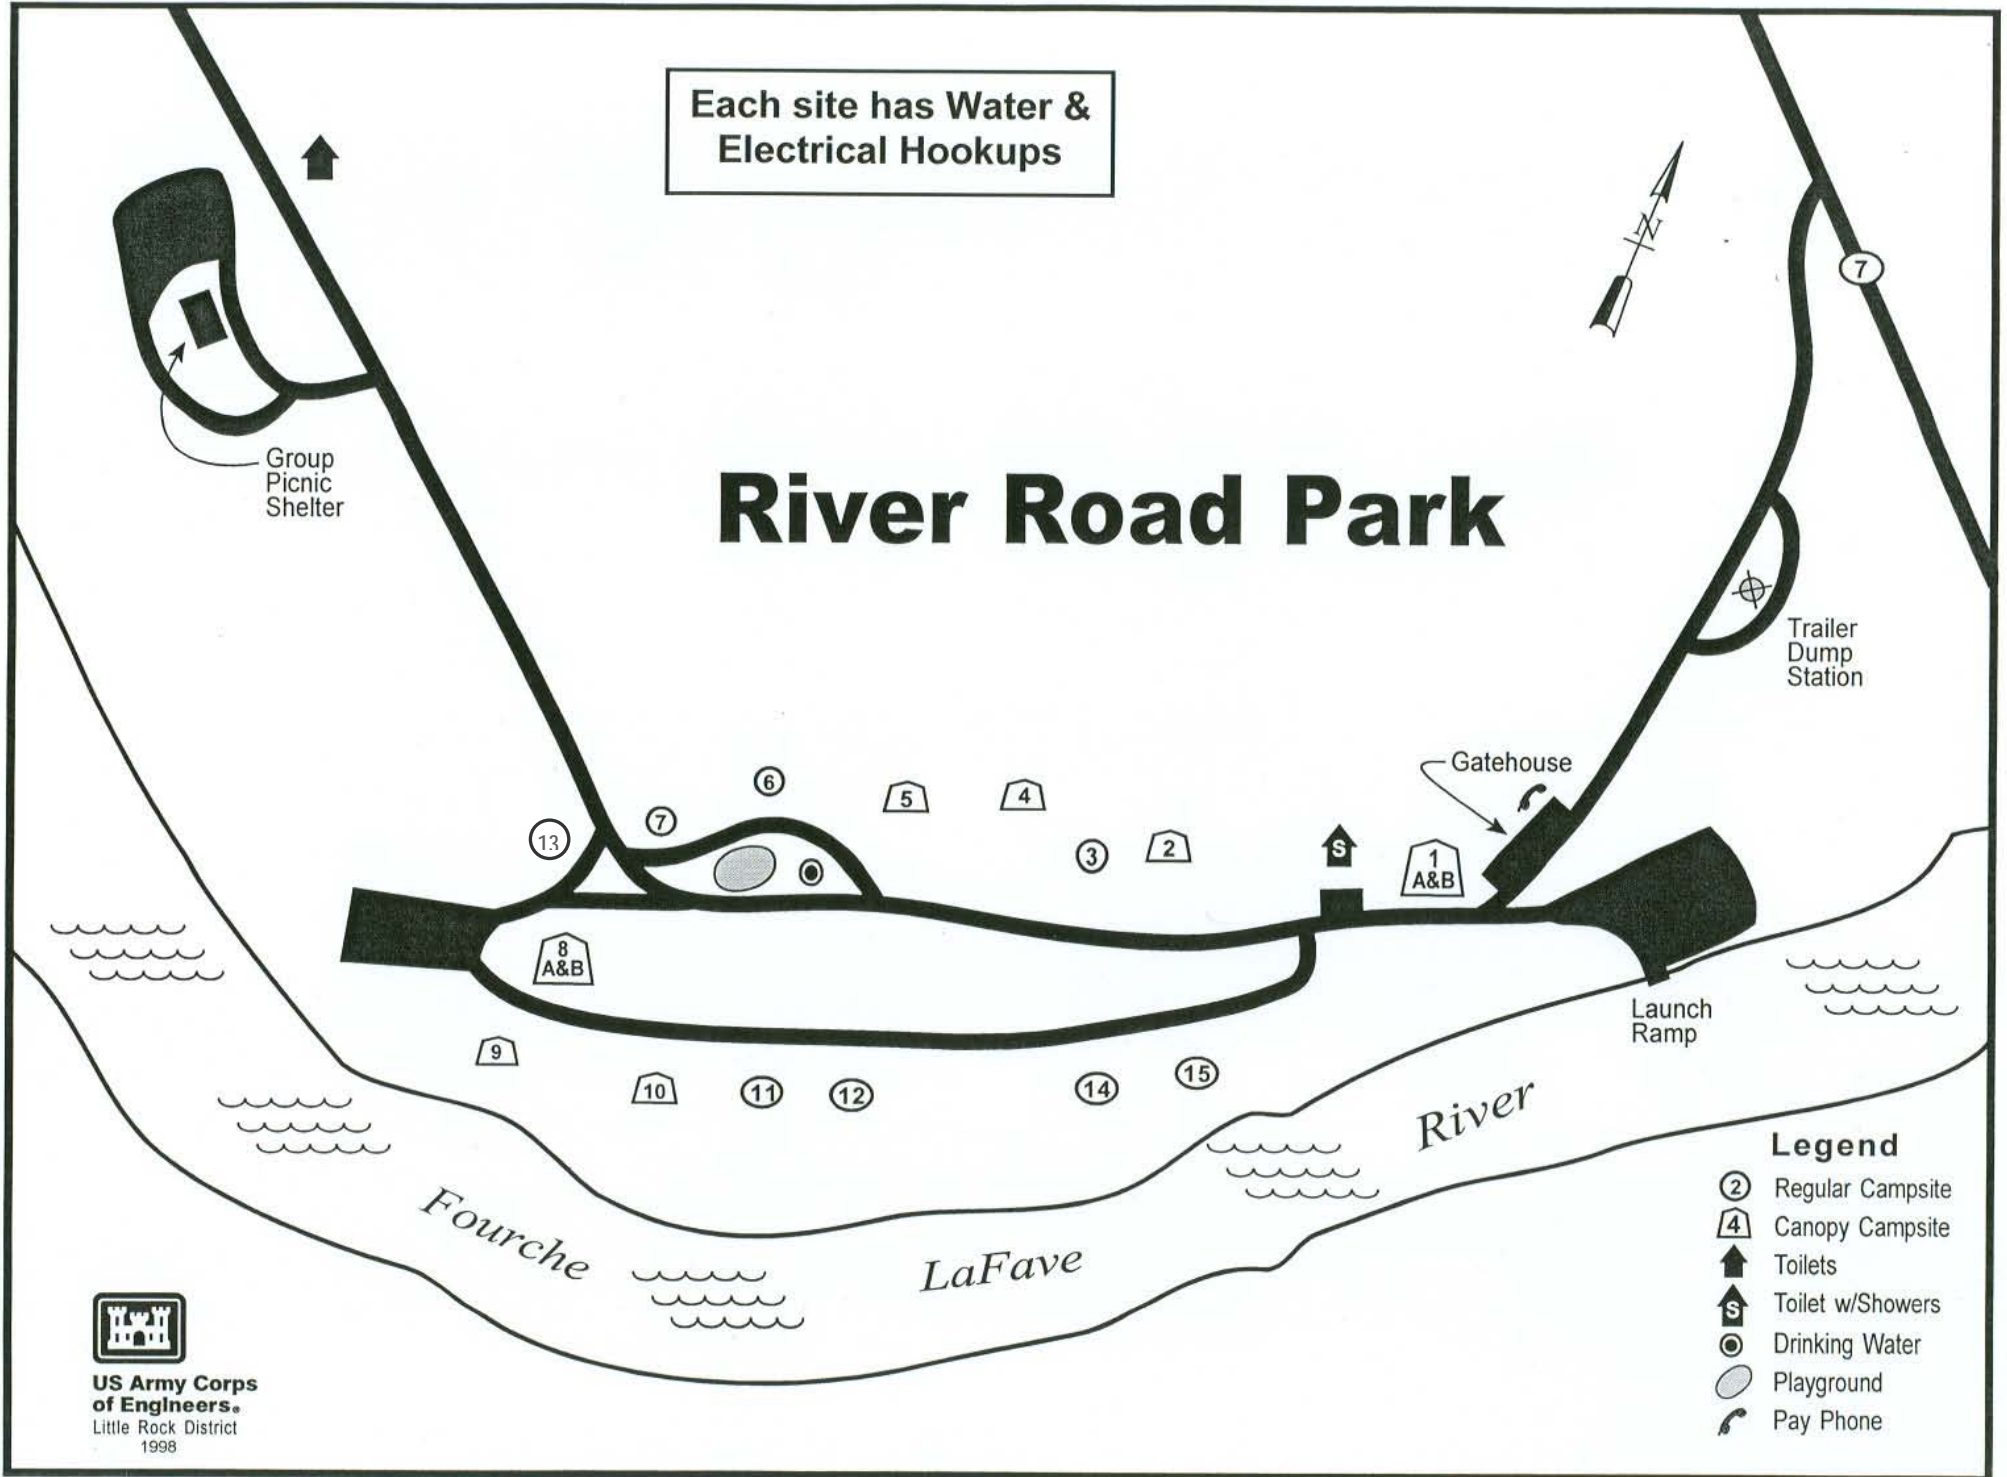 Each site has Water &
Electrical Hookups
N
7
Group
Picnic
Shelter
River Road Park
Trailer
Dump
Station
Gatehouse
6
5
4
7
13
3
2
S
1
A&B
8
A&B
9
10
11
12
14
15
Launch
Ramp
Fourche
LaFave
River
Legend
2 Regular Campsite
4 Canopy Campsite
Toilets
S Toilet w/Showers
Drinking Water
Playground
Pay Phone
US Army Corps
of Engineers®
Little Rock District
1998